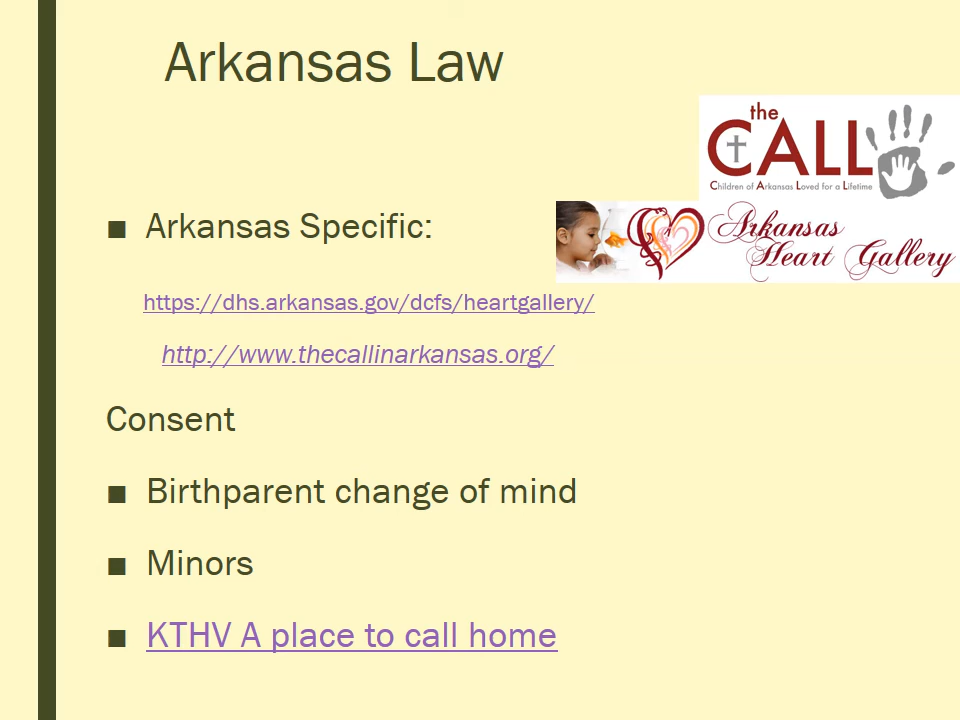 Arkansas Law
the
CALL
Children of Arkansas Loved for a Lifetime
■ Arkansas Specific:
Arkansas
Heart Gallery
https://dhs.arkansas.gov/dcfs/heartgallery/
http://www.thecallinarkansas.org/
Consent
■ Birthparent change of mind
■ Minors
■ KTHV A place to call home